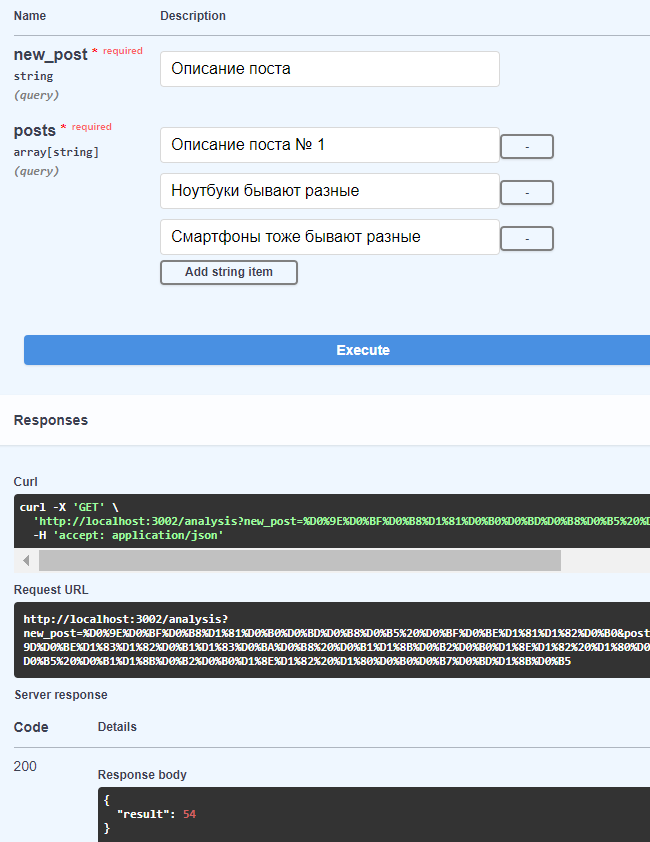 Name Description
new_post * required
string
(query)
Описание поста
posts * required
array[string]
(query)
Описание поста № 1
-
Ноутбуки бывают разные
-
Смартфоны тоже бывают разные
-
Add string item
Execute
Responses
Curl
curl -X 'GET' \
'http://localhost:3002/analysis?new_post=%D0%9E%D0%BF%D0%B8%D1%81%D0%B0%D0%BD%D0%B8%D0%B5%20%D
-H 'accept: application/json'
Request URL
http://localhost:3002/analysis?
new_post=%D0%9E%D0%BF%D0%B8%D1%81%D0%B0%D0%BD%D0%B8%D0%B5%20%D0%BF%D0%BE%D1%81%D1%82%D0%B0&post
9D%D0%BE%D1%83%D1%82%D0%B1%D1%83%D0%BA%D0%B8%20%D0%B1%D1%8B%D0%B2%D0%B0%D1%8E%D1%82%20%D1%80%D0
D0%B5%20%D0%B1%D1%8B%D0%B2%D0%B0%D1%8E%D1%82%20%D1%80%D0%B0%D0%B7%D0%BD%D1%8B%D0%B5
Server response
Code Details
200
Response body
{
"result": 54
}